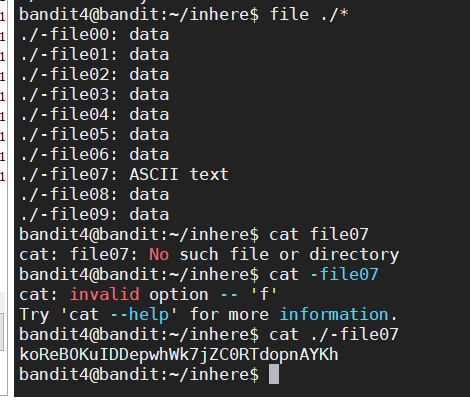 bandit4@bandit:~/inhere$ file ./*
./-file00: data
./-file01: data
./-file02: data
./-file03: data
./-file04: data
./-file05: data
./-file06: data
./-file07: ASCII text
./-file08: data
./-file09: data
bandit4@bandit:~/inhere$ cat file07
cat: file07: No such file or directory
bandit4@bandit:~/inhere$ cat -file07
cat: invalid option -- 'f'
Try 'cat --help' for more information.
bandit4@bandit:~/inhere$ cat ./-file07
koReBOKuIDDepwhWk7jZC0RTdopnAYKh
bandit4@bandit:~/inhere$